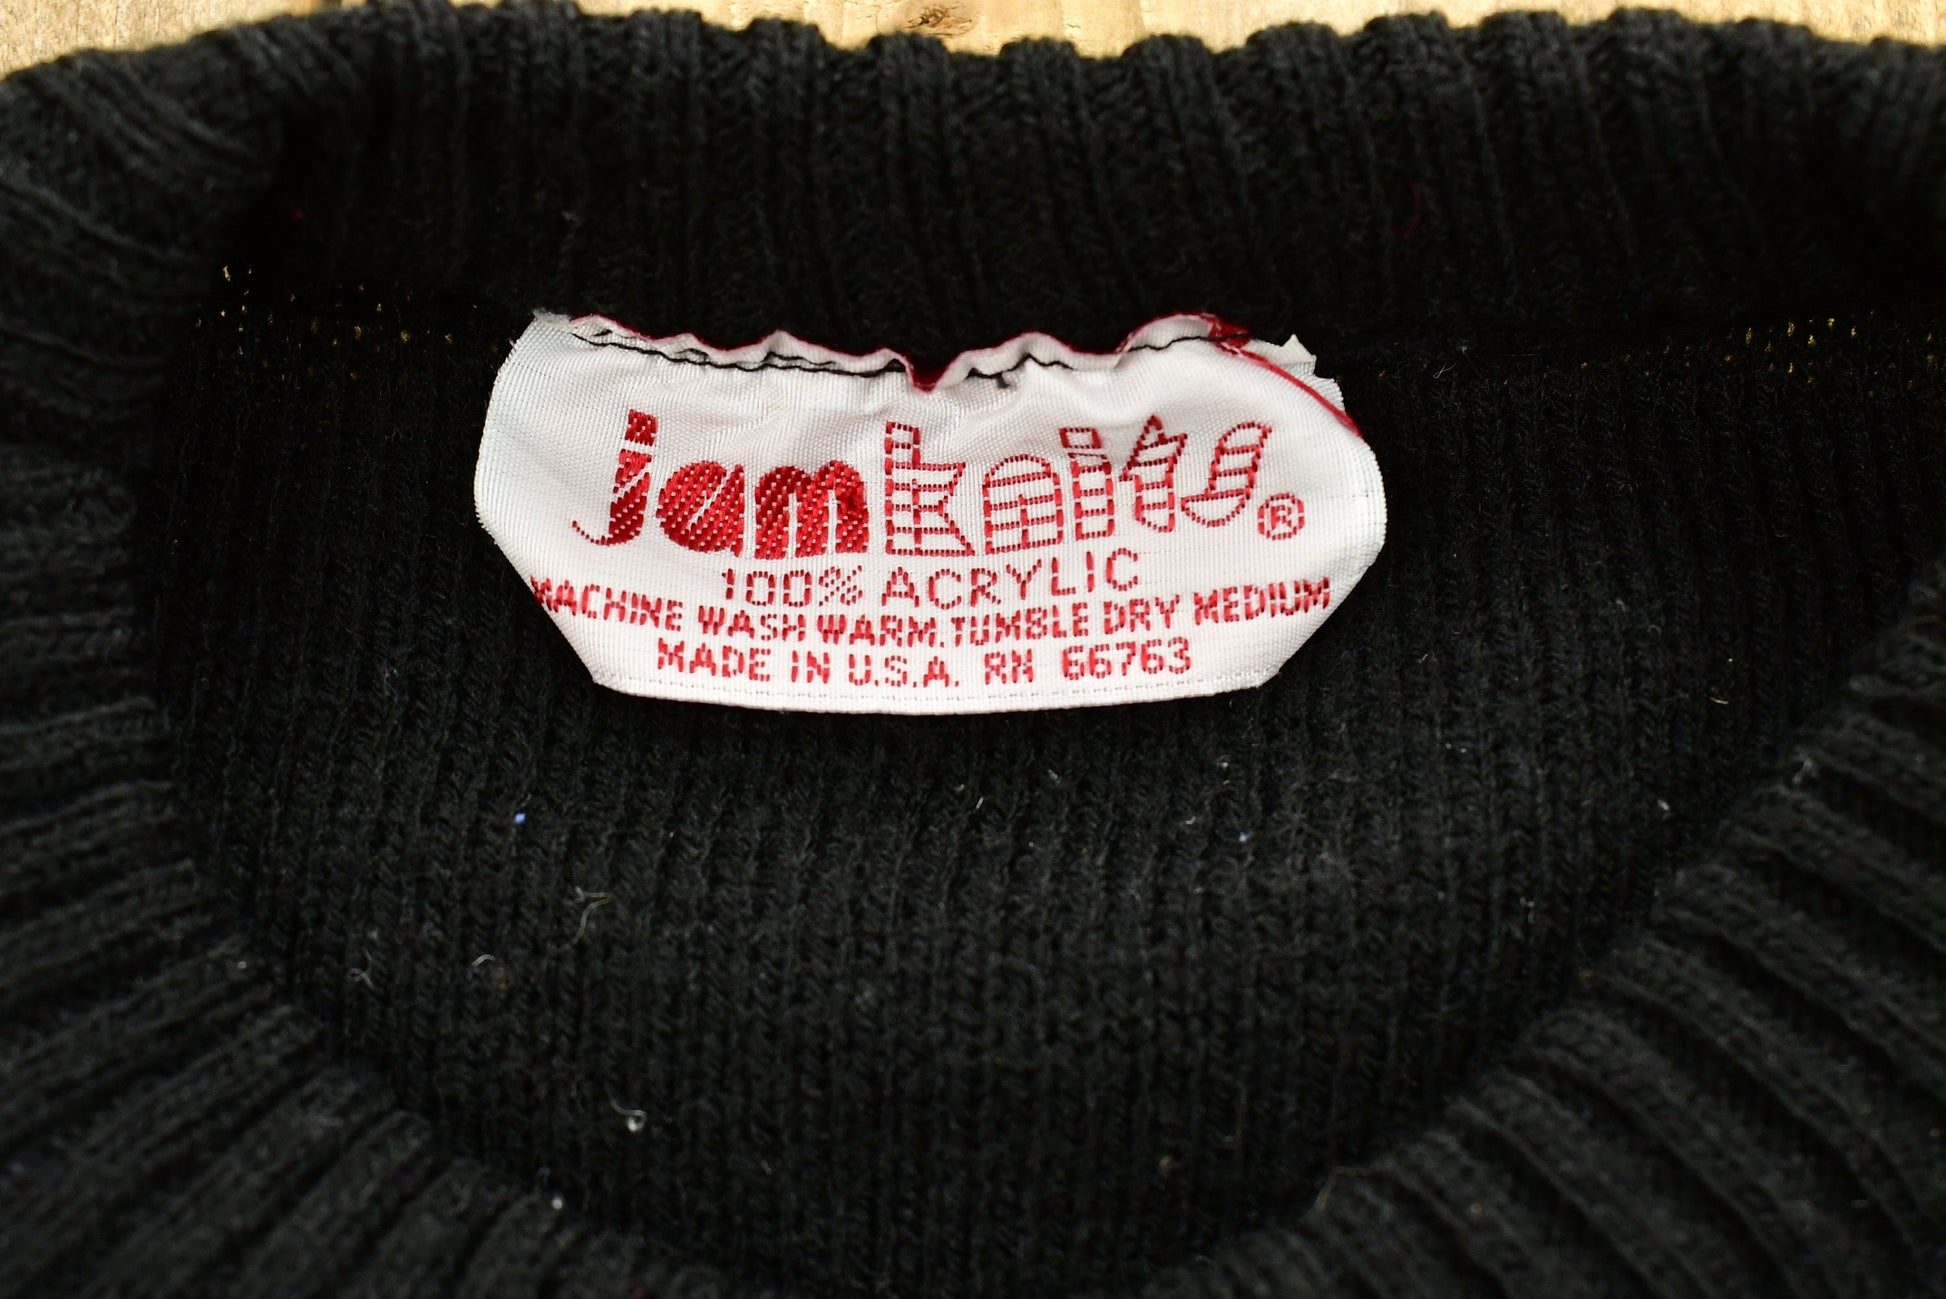 jamknits®
100% ACRYLIC
MACHINE WASH WARM.TUMBLE DRY MEDIUM
MADE IN U.S.A. RN 66763